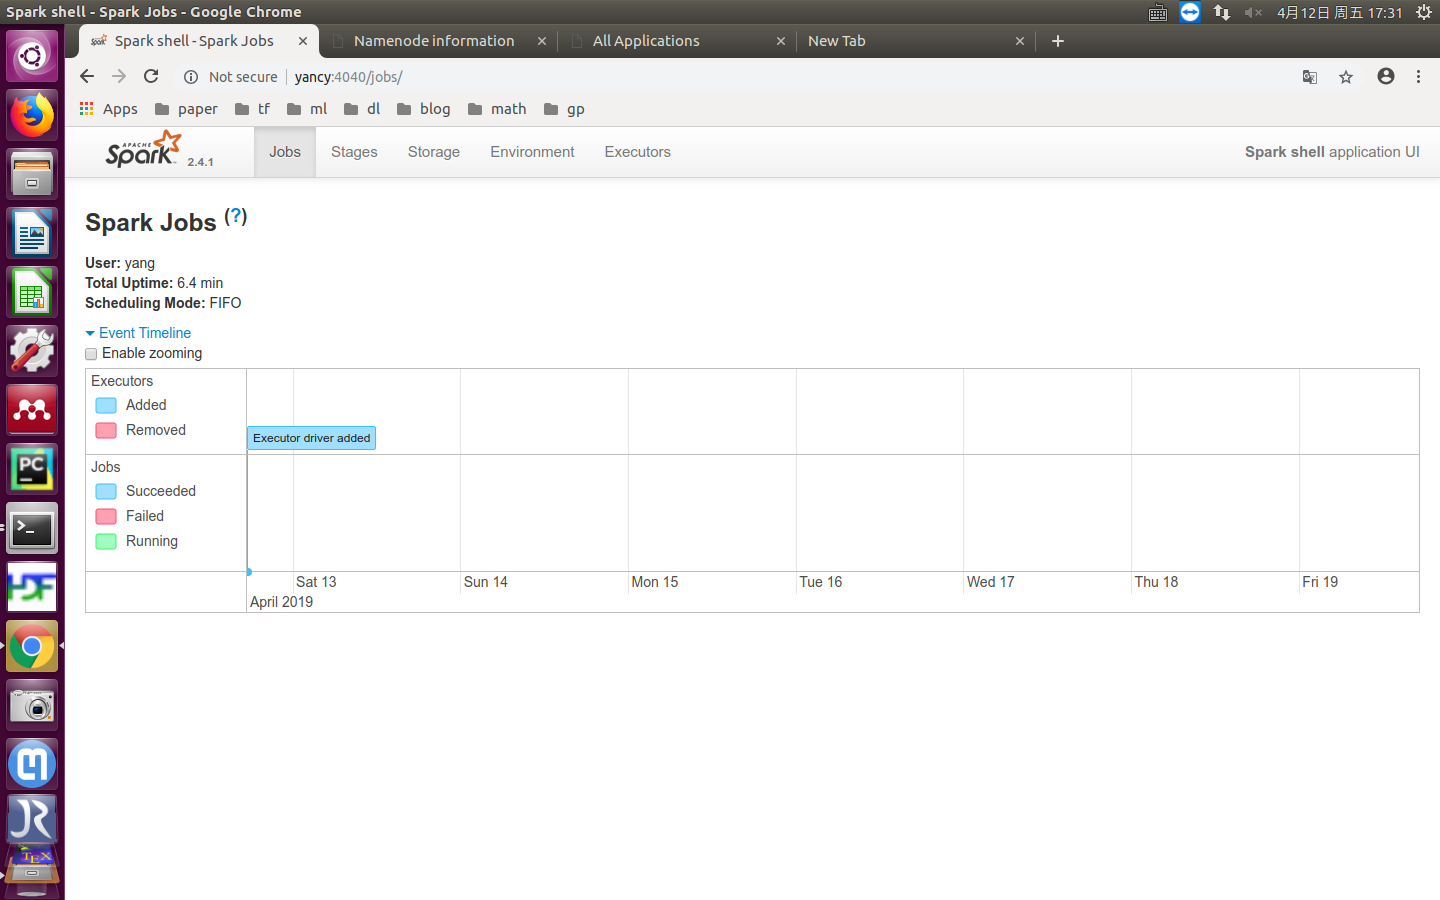 Spark shell - Spark Jobs - Google Chrome
4月12日 周五 17:31
Spark shell - Spark Jobs
Namenode information
All Applications
New Tab
Not secure
yancy:4040/jobs/
Apps
paper
tf
ml
dl
blog
math
gp
APACHE
Spark 2.4.1
Jobs
Stages
Storage
Environment
Executors
Spark shell application UI
Spark Jobs (?)
User: yang
Total Uptime: 6.4 min
Scheduling Mode: FIFO
Event Timeline
Enable zooming
Executors
Added
Removed
Executor driver added
Jobs
Succeeded
Failed
Running
Sat 13
Sun 14
Mon 15
Tue 16
Wed 17
Thu 18
Fri 19
April 2019
PC
HDF
TEX